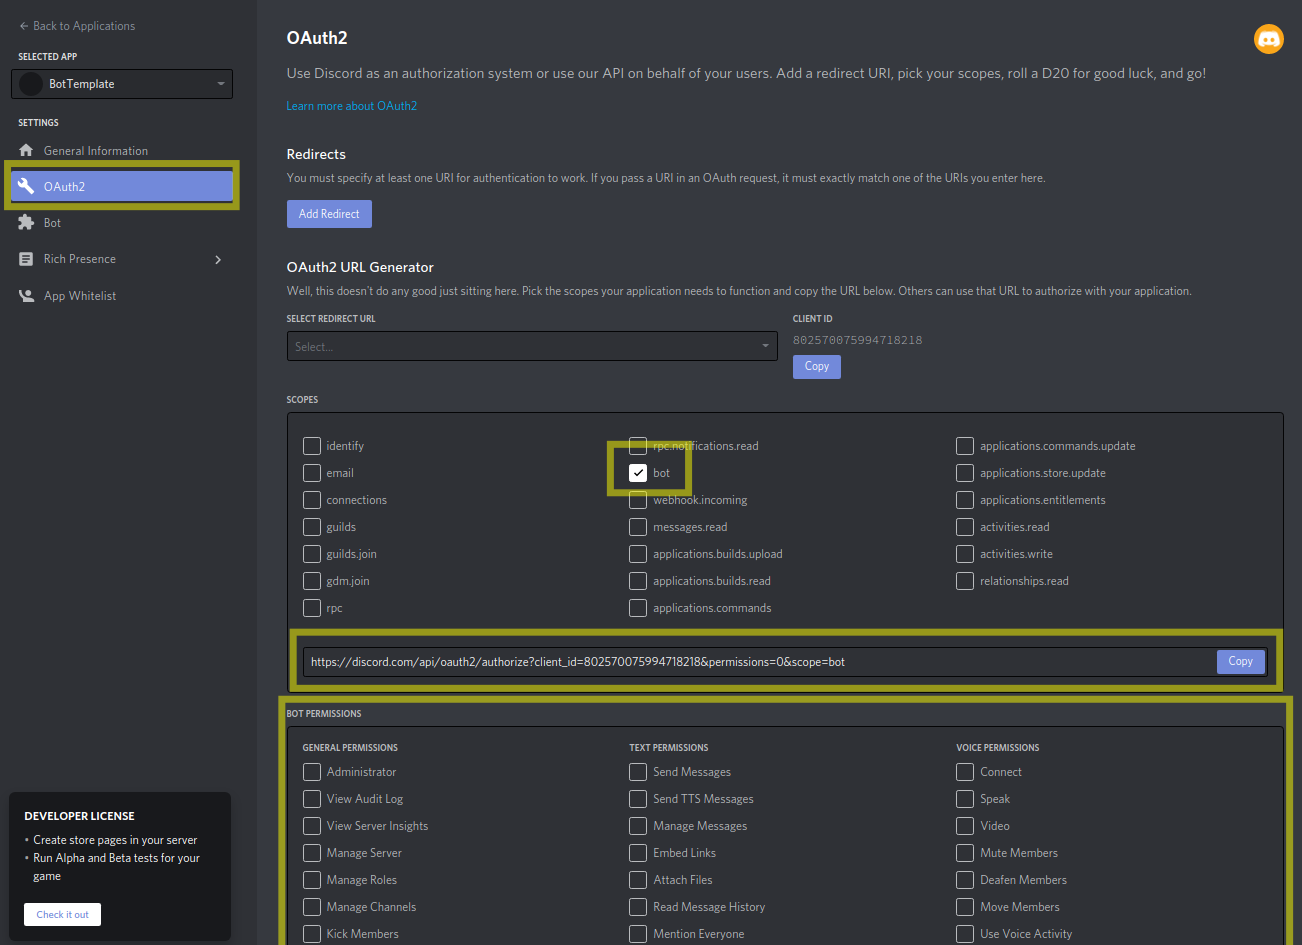 ← Back to Applications
SELECTED APP
BotTemplate
SETTINGS
General Information
OAuth2
Bot
Rich Presence
App Whitelist
DEVELOPER LICENSE
• Create store pages in your server
• Run Alpha and Beta tests for your
game
Check it out
OAuth2
Use Discord as an authorization system or use our API on behalf of your users. Add a redirect URI, pick your scopes, roll a D20 for good luck, and go!
Learn more about OAuth2
Redirects
You must specify at least one URI for authentication to work. If you pass a URI in an OAuth request, it must exactly match one of the URIs you enter here.
Add Redirect
OAuth2 URL Generator
Well, this doesn't do any good just sitting here. Pick the scopes your application needs to function and copy the URL below. Others can use that URL to authorize with your application.
SELECT REDIRECT URL
Select...
CLIENT ID
802570075994718218
Copy
SCOPES
identify
email
connections
guilds
guilds.join
gdm.join
rpc
rpc.notifications.read
bot
webhook.incoming
messages.read
applications.builds.upload
applications.builds.read
applications.commands
applications.commands.update
applications.store.update
applications.entitlements
activities.read
activities.write
relationships.read
https://discord.com/api/oauth2/authorize?client_id=802570075994718218&permissions=0&scope=bot
Copy
BOT PERMISSIONS
GENERAL PERMISSIONS
Administrator
View Audit Log
View Server Insights
Manage Server
Manage Roles
Manage Channels
Kick Members
TEXT PERMISSIONS
Send Messages
Send TTS Messages
Manage Messages
Embed Links
Attach Files
Read Message History
Mention Everyone
VOICE PERMISSIONS
Connect
Speak
Video
Mute Members
Deafen Members
Move Members
Use Voice Activity